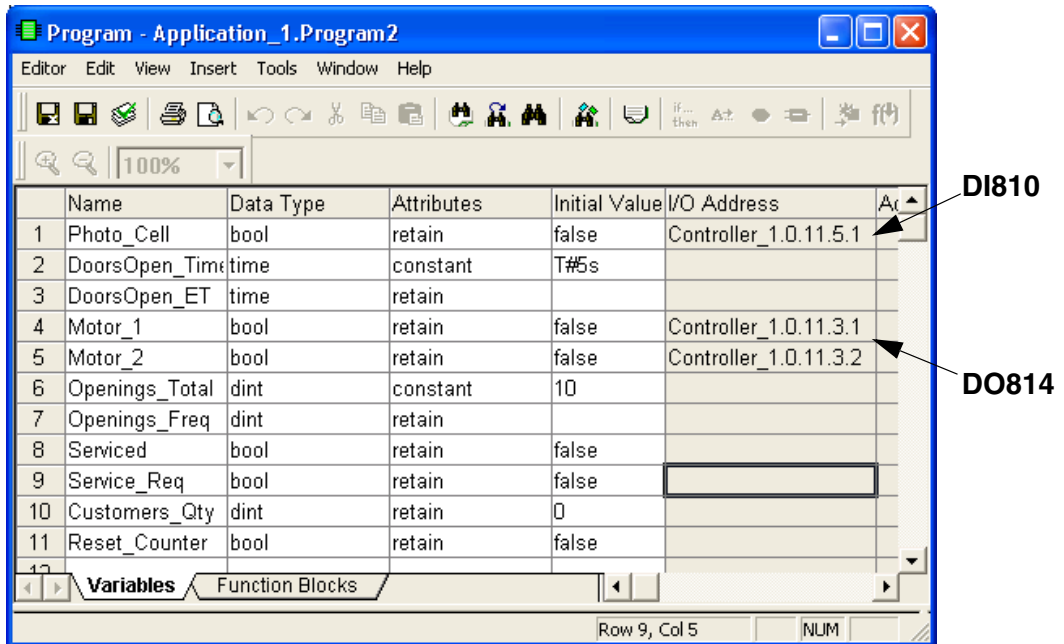 Program - Application_1.Program2
Editor Edit View Insert Tools Window Help
if... then
100%
Name Data Type Attributes Initial Value I/O Address
1 Photo_Cell bool retain false Controller_1.0.11.5.1
2 DoorsOpen_Time time constant T#5s
3 DoorsOpen_ET time retain
4 Motor_1 bool retain false Controller_1.0.11.3.1
5 Motor_2 bool retain false Controller_1.0.11.3.2
6 Openings_Total dint constant 10
7 Openings_Freq dint retain
8 Serviced bool retain false
9 Service_Req bool retain false
10 Customers_Qty dint retain 0
11 Reset_Counter bool retain false
Variables Function Blocks
Row 9, Col 5 NUM
DI810
DO814